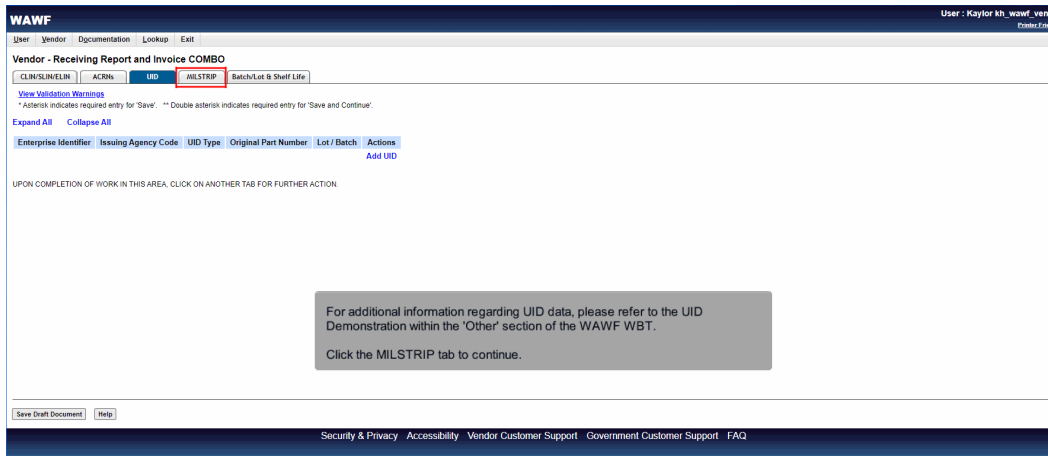 WAWF
User : Kaylor kh_wawf_ven
Printer Frie
User Vendor Documentation Lookup Exit
Vendor - Receiving Report and Invoice COMBO
CLIN/SLIN/ELIN ACRNs UID MILSTRIP Batch/Lot & Shelf Life
View Validation Warnings
* Asterisk indicates required entry for 'Save'. ** Double asterisk indicates required entry for 'Save and Continue'.
Expand All Collapse All
Enterprise Identifier Issuing Agency Code UID Type Original Part Number Lot / Batch Actions
Add UID
UPON COMPLETION OF WORK IN THIS AREA, CLICK ON ANOTHER TAB FOR FURTHER ACTION.
For additional information regarding UID data, please refer to the UID
Demonstration within the 'Other' section of the WAWF WBT.
Click the MILSTRIP tab to continue.
Save Draft Document Help
Security & Privacy Accessibility Vendor Customer Support Government Customer Support FAQ